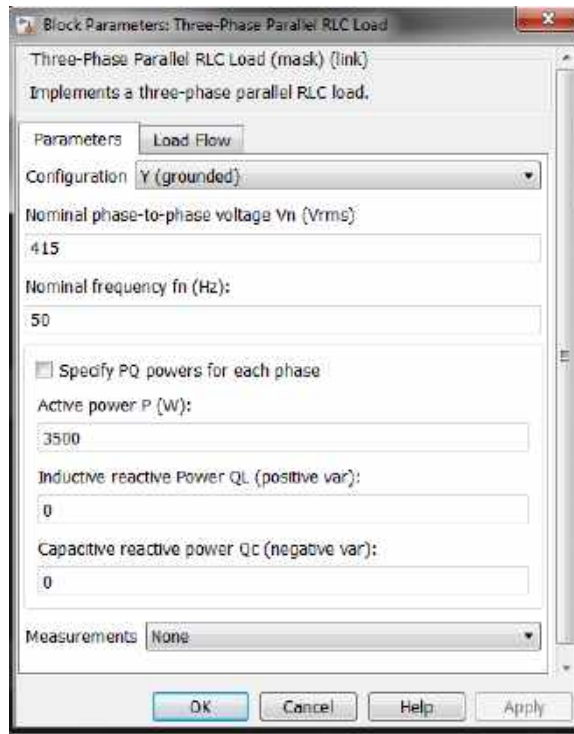 Block Parameters: Three-Phase Parallel RLC Load
Three-Phase Parallel RLC Load (mask) (link)
Implements a three-phase parallel RLC load.
Parameters Load Flow
Configuration Y (grounded)
Nominal phase-to-phase voltage Vn (Vrms)
415
Nominal frequency fn (Hz):
50
Specify PQ powers for each phase
Active power P (W):
3500
Inductive reactive Power QL (positive var):
0
Capacitive reactive power Qc (negative var):
0
Measurements None
OK Cancel Help Apply